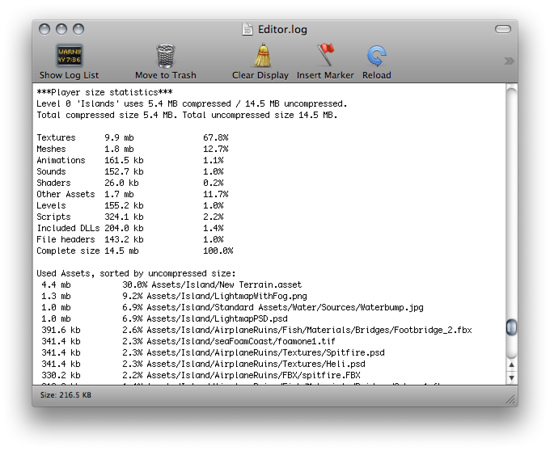 Editor.log
WARNIN
4Y 7:36
Show Log List Move to Trash Clear Display Insert Marker Reload
***Player size statistics***
Level 0 'Islands' uses 5.4 MB compressed / 14.5 MB uncompressed.
Total compressed size 5.4 MB. Total uncompressed size 14.5 MB.
Textures 9.9 mb 67.8%
Meshes 1.8 mb 12.7%
Animations 161.5 kb 1.1%
Sounds 152.7 kb 1.0%
Shaders 26.0 kb 0.2%
Other Assets 1.7 mb 11.7%
Levels 155.2 kb 1.0%
Scripts 324.1 kb 2.2%
Included DLLs 204.0 kb 1.4%
File headers 143.2 kb 1.0%
Complete size 14.5 mb 100.0%
Used Assets, sorted by uncompressed size:
4.4 mb 30.0% Assets/Island/New Terrain.asset
1.3 mb 9.2% Assets/Island/LightmapWithFog.png
1.0 mb 6.9% Assets/Island/Standard Assets/Water/Sources/Waterbump.jpg
1.0 mb 6.9% Assets/Island/LightmapPSD.psd
391.6 kb 2.6% Assets/Island/AirplaneRuins/Fish/Materials/Bridges/Footbridge_2.fbx
341.4 kb 2.3% Assets/Island/seaFoamCoast/foamone1.tif
341.4 kb 2.3% Assets/Island/AirplaneRuins/Textures/Spitfire.psd
341.4 kb 2.3% Assets/Island/AirplaneRuins/Textures/Heli.psd
330.2 kb 2.2% Assets/Island/AirplaneRuins/FBX/spitfire.FBX
Size: 216.5 KB